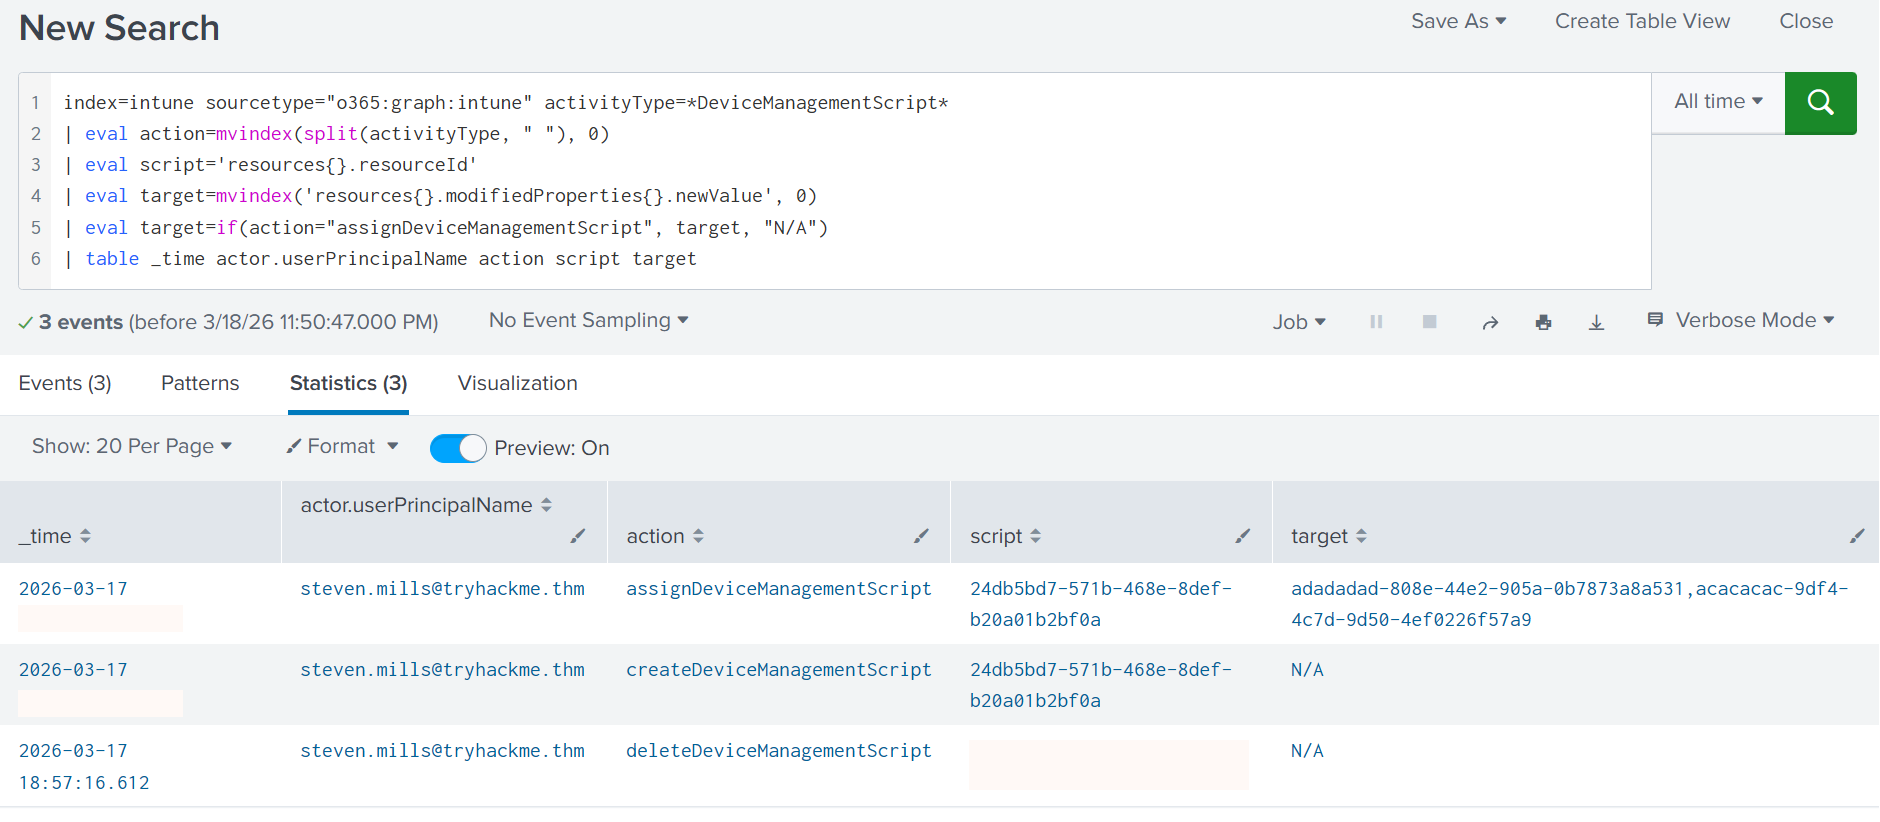 New Search
Save As
Create Table View
Close
1 index=intune sourcetype="o365:graph:intune" activityType=*DeviceManagementScript*
2 | eval action=mvindex(split(activityType, " "), 0)
3 | eval script='resources{}.resourceId'
4 | eval target=mvindex('resources{}.modifiedProperties{}.newValue', 0)
5 | eval target=if(action="assignDeviceManagementScript", target, "N/A")
6 | table _time actor.userPrincipalName action script target
All time
3 events (before 3/18/26 11:50:47.000 PM)
No Event Sampling
Job
Verbose Mode
Events (3)
Patterns
Statistics (3)
Visualization
Show: 20 Per Page
Format
Preview: On
_time
actor.userPrincipalName
action
script
target
2026-03-17
steven.mills@tryhackme.thm
assignDeviceManagementScript
24db5bd7-571b-468e-8def-
b20a01b2bf0a
adadadad-808e-44e2-905a-0b7873a8a531,acacacac-9df4-
4c7d-9d50-4ef0226f57a9
2026-03-17
steven.mills@tryhackme.thm
createDeviceManagementScript
24db5bd7-571b-468e-8def-
b20a01b2bf0a
N/A
2026-03-17
18:57:16.612
steven.mills@tryhackme.thm
deleteDeviceManagementScript
N/A